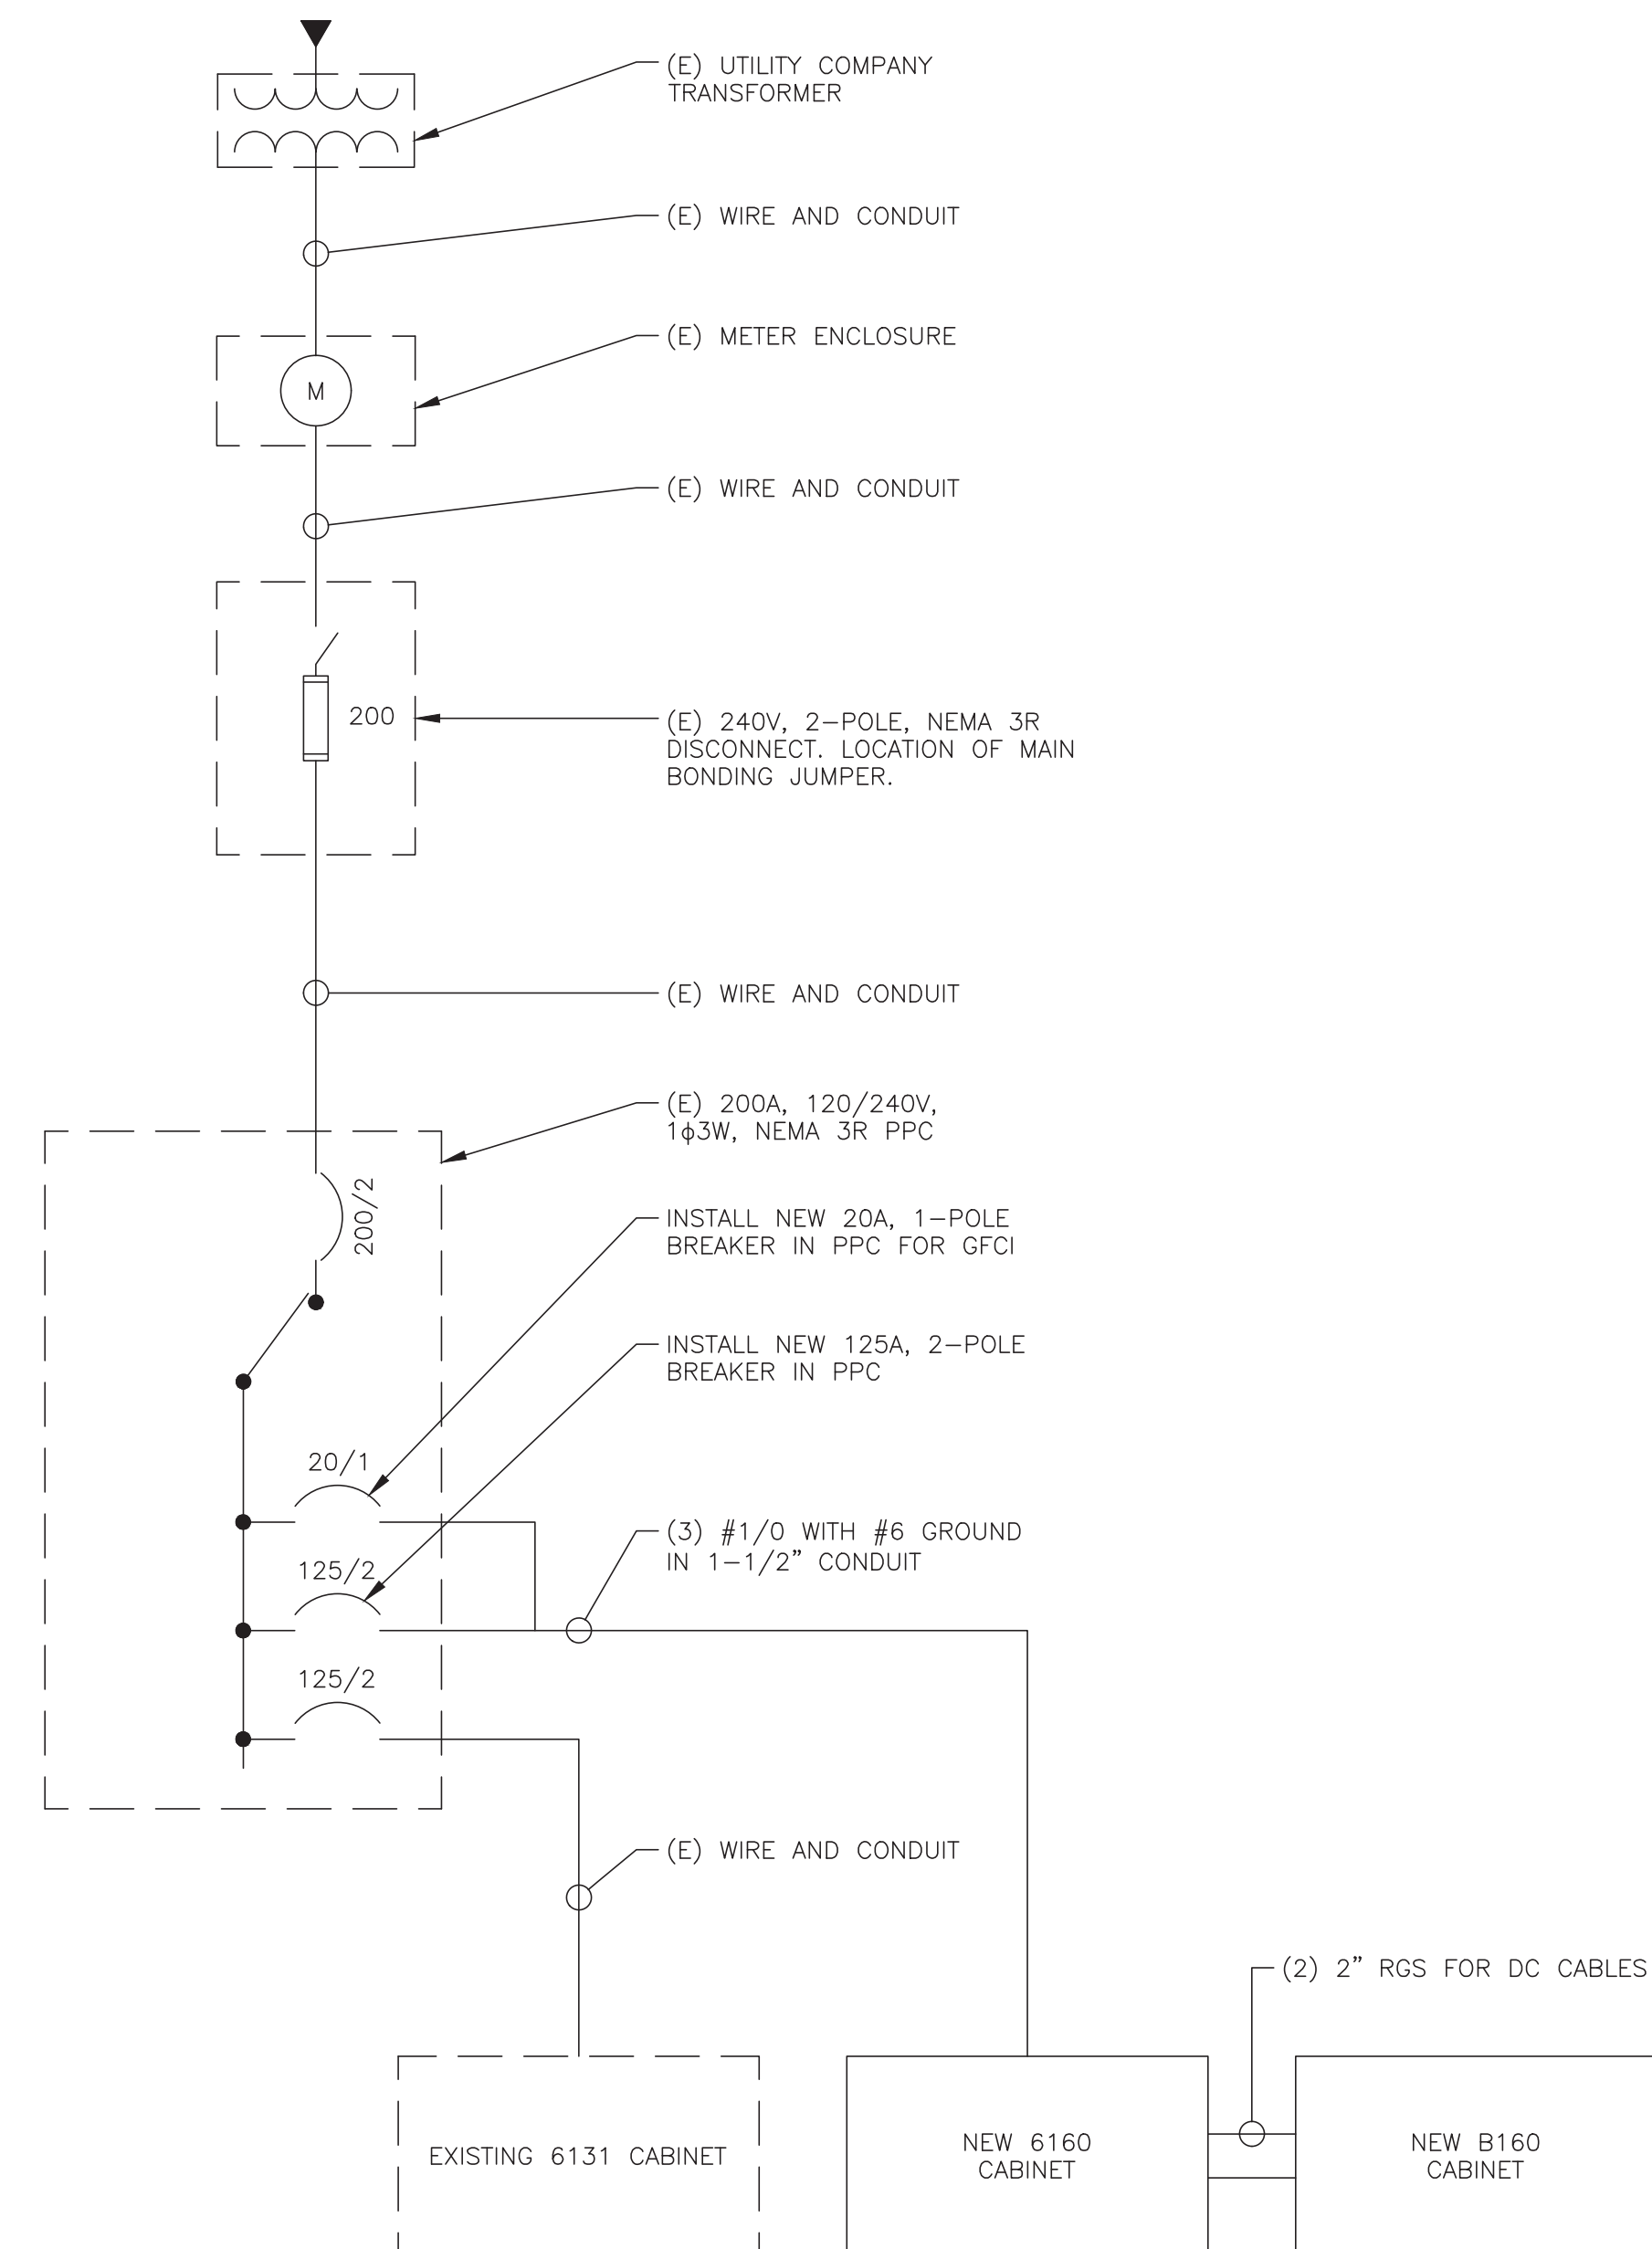 (E) UTILITY COMPANY
TRANSFORMER
(E) WIRE AND CONDUIT
(E) METER ENCLOSURE
M
(E) WIRE AND CONDUIT
200
(E) 240V, 2-POLE, NEMA 3R
DISCONNECT. LOCATION OF MAIN
BONDING JUMPER.
(E) WIRE AND CONDUIT
(E) 200A, 120/240V,
1ϕ3W, NEMA 3R PPC
200/2
INSTALL NEW 20A, 1-POLE
BREAKER IN PPC FOR GFCI
INSTALL NEW 125A, 2-POLE
BREAKER IN PPC
20/1
(3) #1/0 WITH #6 GROUND
IN 1-1/2” CONDUIT
125/2
125/2
(E) WIRE AND CONDUIT
(2) 2” RGS FOR DC CABLES
EXISTING 6131 CABINET
NEW 6160
CABINET
NEW B160
CABINET